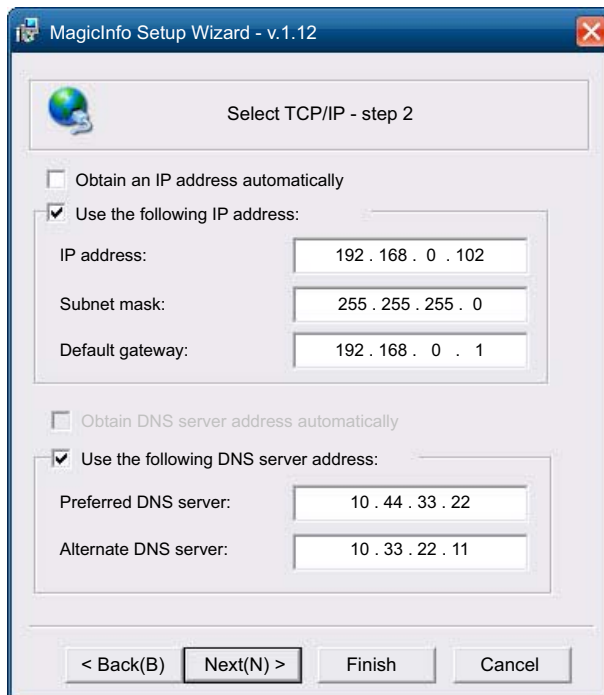 MagicInfo Setup Wizard - v.1.12
Select TCP/IP - step 2
Obtain an IP address automatically
Use the following IP address:
IP address: 192 . 168 . 0 . 102
Subnet mask: 255 . 255 . 255 . 0
Default gateway: 192 . 168 . 0 . 1
Obtain DNS server address automatically
Use the following DNS server address:
Preferred DNS server: 10 . 44 . 33 . 22
Alternate DNS server: 10 . 33 . 22 . 11
< Back(B) Next(N) > Finish Cancel